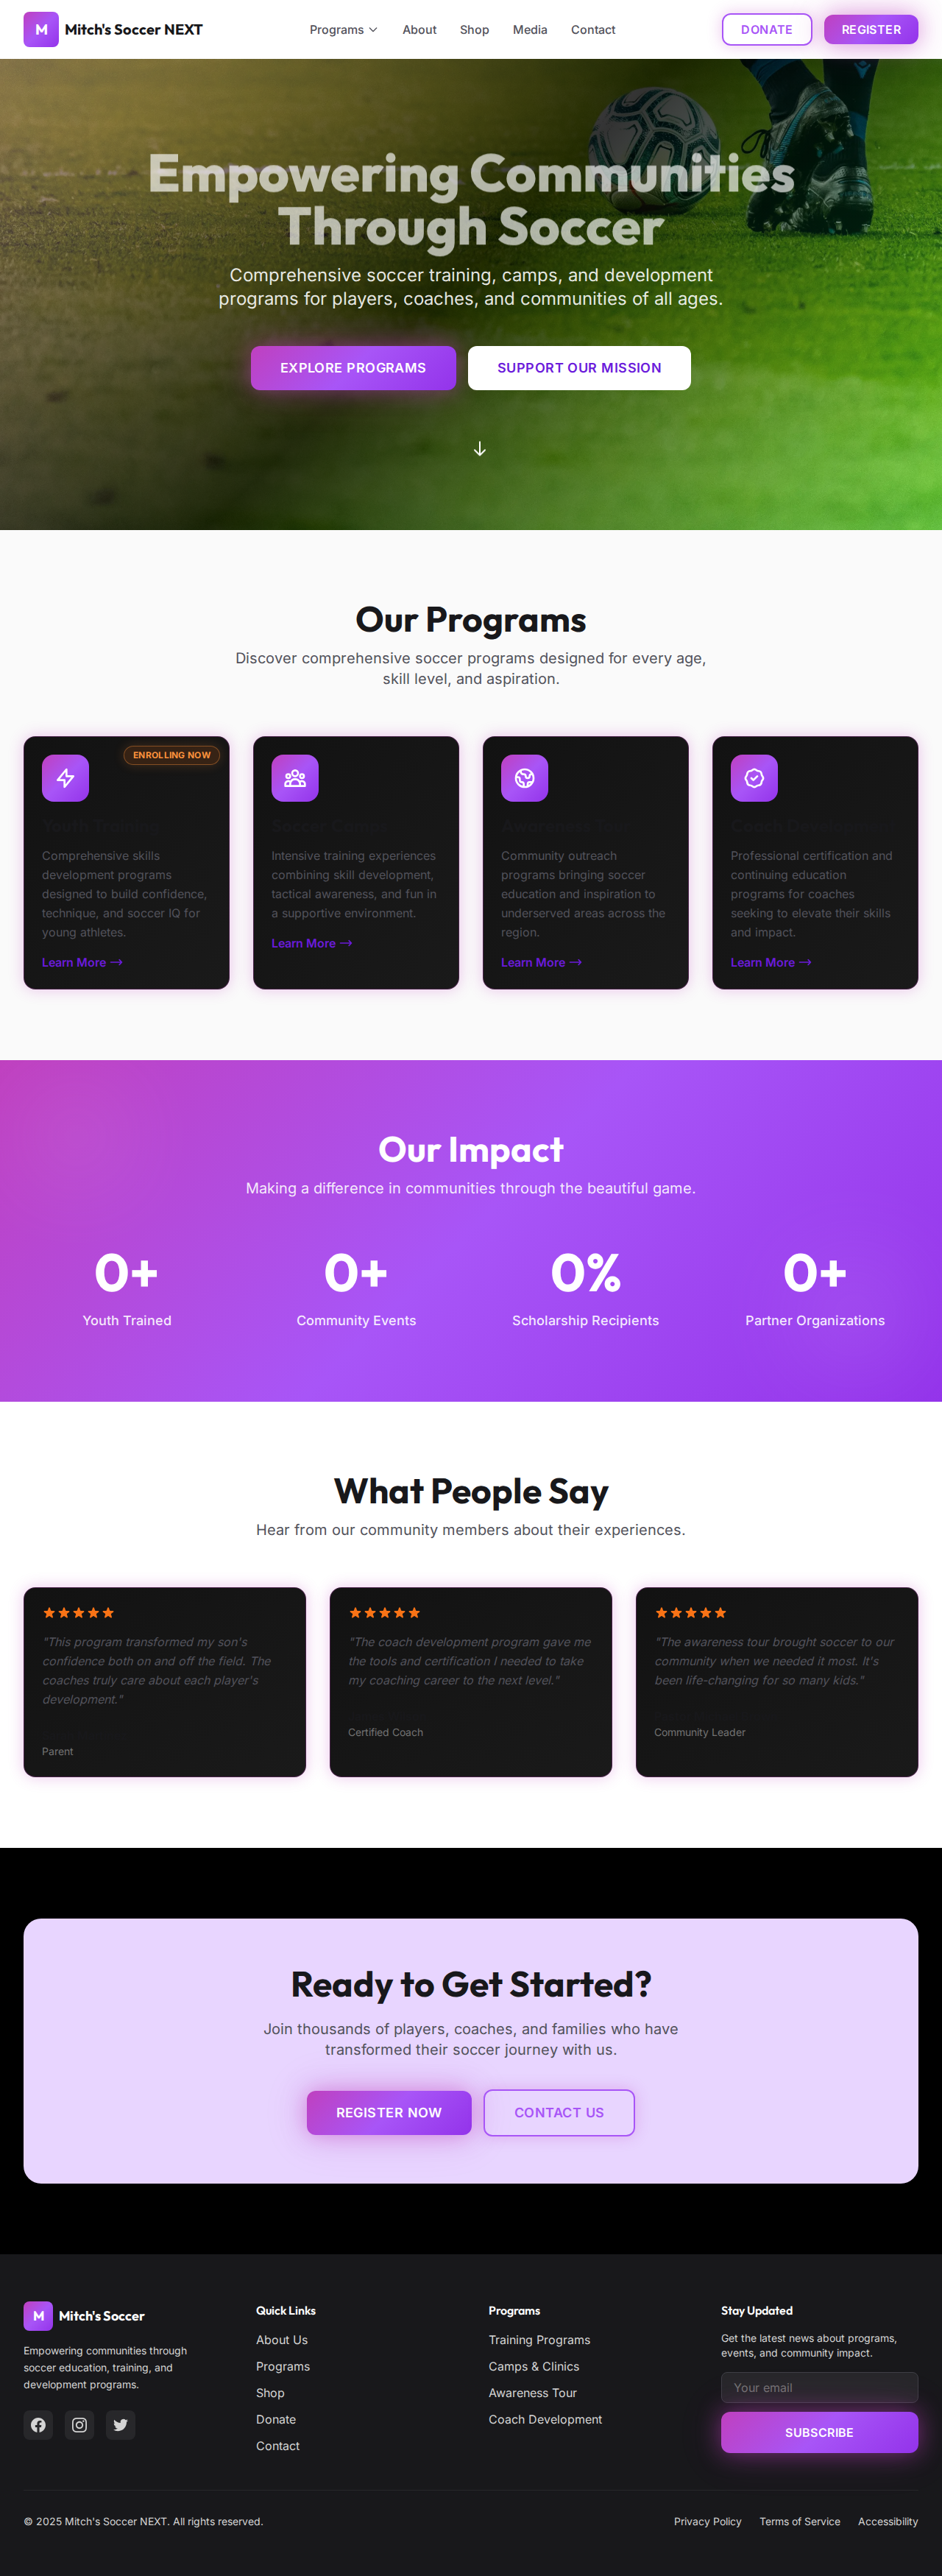 M Mitch's Soccer NEXT
Programs
About
Shop
Media
Contact
DONATE
REGISTER
Empowering Communities
Through Soccer
Comprehensive soccer training, camps, and development
programs for players, coaches, and communities of all ages.
EXPLORE PROGRAMS
SUPPORT OUR MISSION
Our Programs
Discover comprehensive soccer programs designed for every age,
skill level, and aspiration.
ENROLLING NOW
Youth Training
Comprehensive skills
development programs
designed to build confidence,
technique, and soccer IQ for
young athletes.
Learn More →
Soccer Camps
Intensive training experiences
combining skill development,
tactical awareness, and fun in
a supportive environment.
Learn More →
Awareness Tour
Community outreach
programs bringing soccer
education and inspiration to
underserved areas across the
region.
Learn More →
Coach Development
Professional certification and
continuing education
programs for coaches
seeking to elevate their skills
and impact.
Learn More →
Our Impact
Making a difference in communities through the beautiful game.
0+
Youth Trained
0+
Community Events
0%
Scholarship Recipients
0+
Partner Organizations
What People Say
Hear from our community members about their experiences.
"This program transformed my son's
confidence both on and off the field. The
coaches truly care about each player's
development."
Parent
"The coach development program gave me
the tools and certification I needed to take
my coaching career to the next level."
Certified Coach
"The awareness tour brought soccer to our
community when we needed it most. It's
been life-changing for so many kids."
Community Leader
Ready to Get Started?
Join thousands of players, coaches, and families who have
transformed their soccer journey with us.
REGISTER NOW
CONTACT US
M Mitch's Soccer
Empowering communities through
soccer education, training, and
development programs.
Quick Links
About Us
Programs
Shop
Donate
Contact
Programs
Training Programs
Camps & Clinics
Awareness Tour
Coach Development
Stay Updated
Get the latest news about programs,
events, and community impact.
Your email
SUBSCRIBE
© 2025 Mitch's Soccer NEXT. All rights reserved.
Privacy Policy
Terms of Service
Accessibility